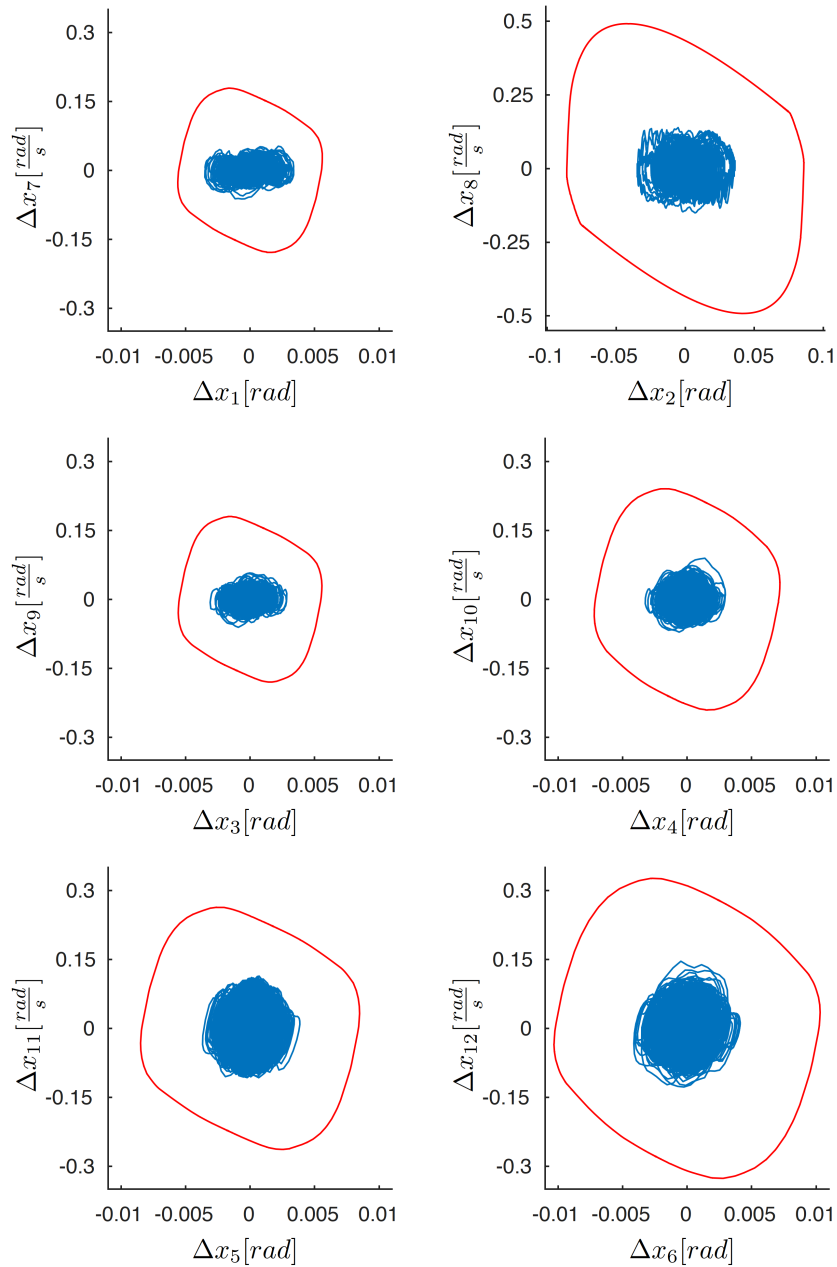 0.3
0.15
0
-0.15
-0.3
Δx₇[rad/s]
-0.01 -0.005 0 0.005 0.01
Δx₁[rad]
0.5
0.25
0
-0.25
-0.5
Δx₈[rad/s]
-0.1 -0.05 0 0.05 0.1
Δx₂[rad]
0.3
0.15
0
-0.15
-0.3
Δx₉[rad/s]
-0.01 -0.005 0 0.005 0.01
Δx₃[rad]
0.3
0.15
0
-0.15
-0.3
Δx₁₀[rad/s]
-0.01 -0.005 0 0.005 0.01
Δx₄[rad]
0.3
0.15
0
-0.15
-0.3
Δx₁₁[rad/s]
-0.01 -0.005 0 0.005 0.01
Δx₅[rad]
0.3
0.15
0
-0.15
-0.3
Δx₁₂[rad/s]
-0.01 -0.005 0 0.005 0.01
Δx₆[rad]